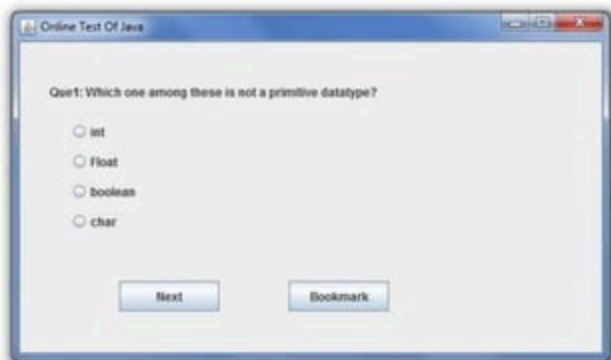 Online Test Of Java
Que1: Which one among these is not a primitive datatype?
int
Float
boolean
char
Next Bookmark